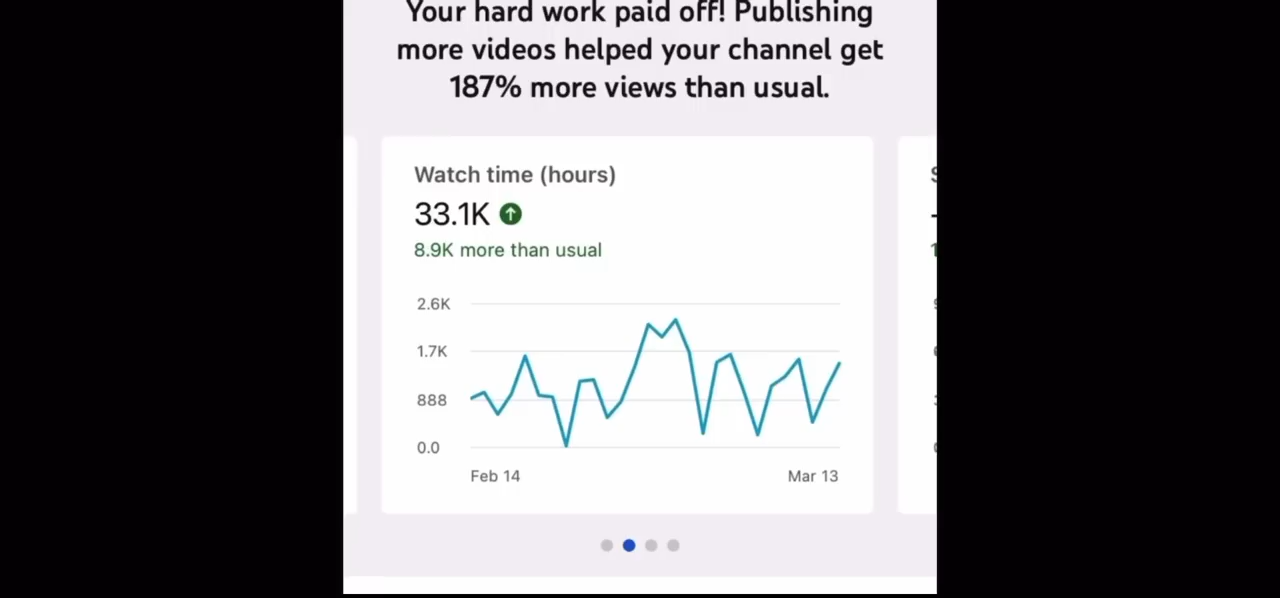 Your hard work paid off! Publishing
more videos helped your channel get
187% more views than usual.
Watch time (hours)
33.1K
8.9K more than usual
2.6K
1.7K
888
0.0
Feb 14
Mar 13